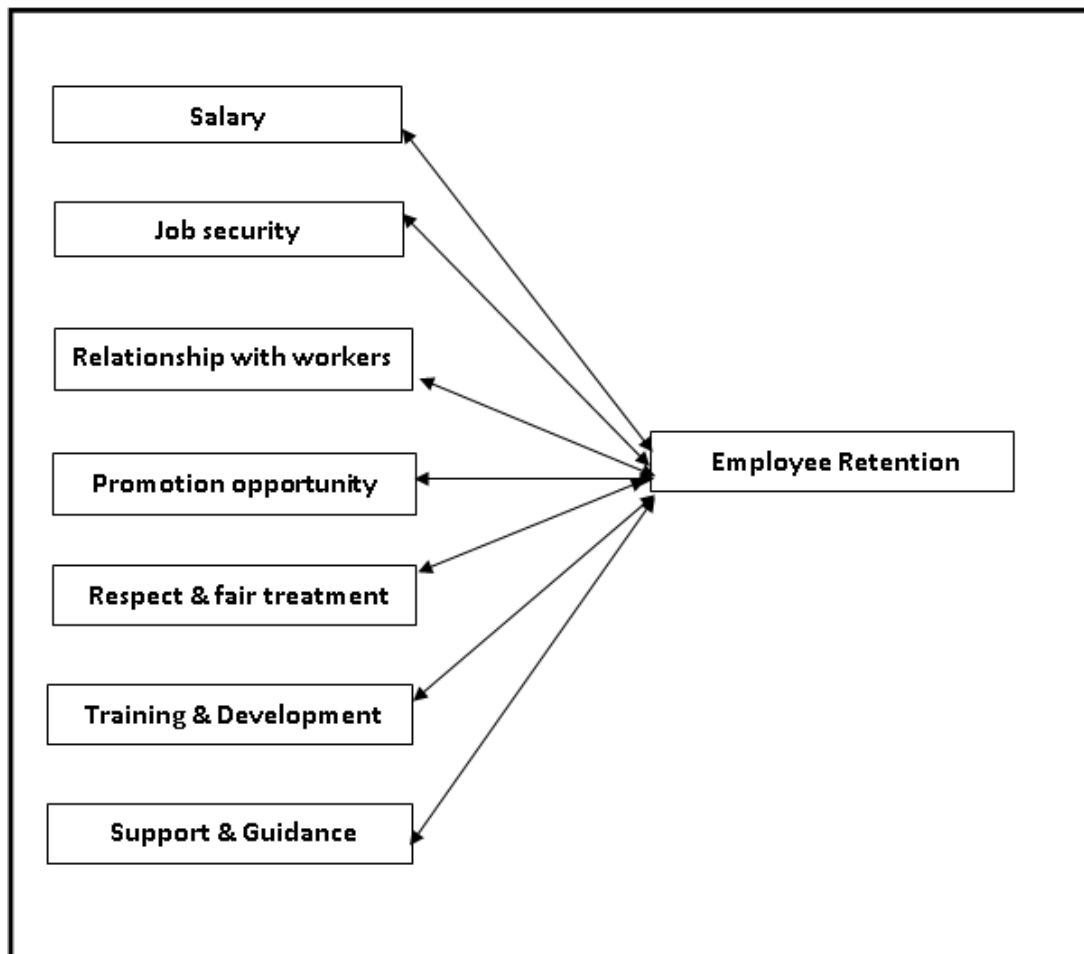 Salary
Job security
Relationship with workers
Promotion opportunity
Employee Retention
Respect & fair treatment
Training & Development
Support & Guidance